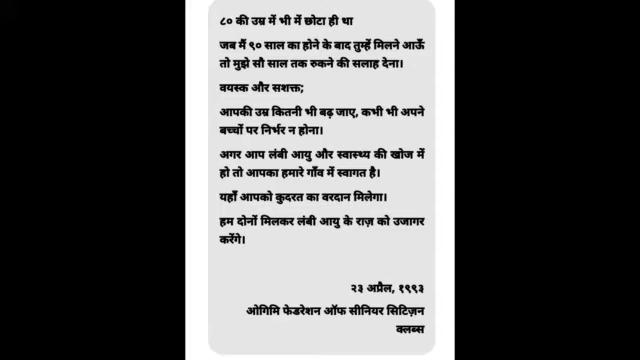 ८० की उम्र में भी में छोटा ही था
जब मैं ९० साल का होने के बाद तुम्हें मिलने आऊँ
तो मुझे सौ साल तक रुकने की सलाह देना।
वयस्क और सशक्त;
आपकी उम्र कितनी भी बढ़ जाए, कभी भी अपने
बच्चों पर निर्भर न होना।
अगर आप लंबी आयु और स्वास्थ्य की खोज में
हो तो आपका हमारे गाँव में स्वागत है।
यहाँ आपको कुदरत का वरदान मिलेगा।
हम दोनों मिलकर लंबी आयु के राज़ को उजागर
करेंगे।
२३ अप्रैल, १९९३
ओगिमि फेडरेशन ऑफ सीनियर सिटिज़न
क्लब्स